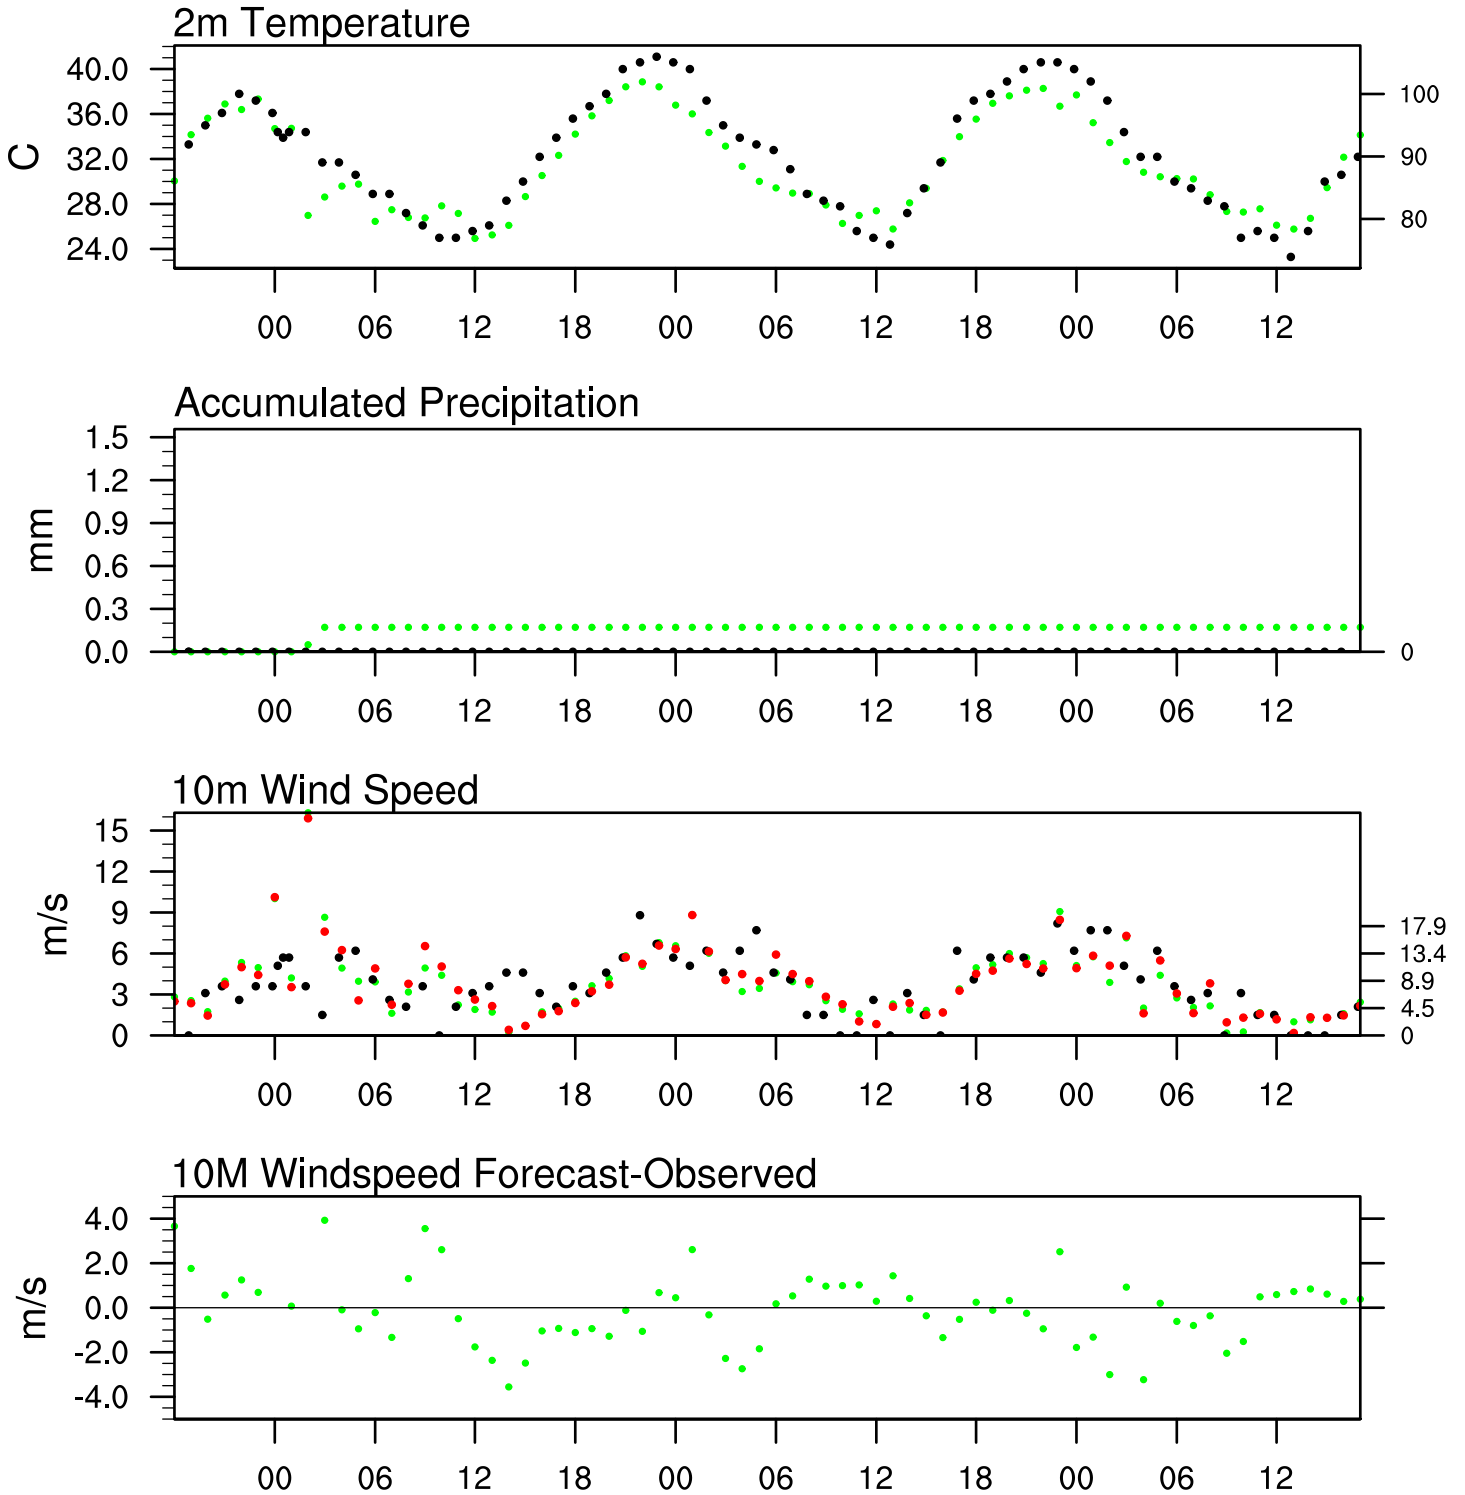 2m Temperature
C
40.0
36.0
32.0
28.0
24.0
100
90
80
00 06 12 18 00 06 12 18 00 06 12
Accumulated Precipitation
mm
1.5
1.2
0.9
0.6
0.3
0.0
0
00 06 12 18 00 06 12 18 00 06 12
10m Wind Speed
m/s
15
12
9
6
3
0
17.9
13.4
8.9
4.5
0
00 06 12 18 00 06 12 18 00 06 12
10M Windspeed Forecast-Observed
m/s
4.0
2.0
0.0
-2.0
-4.0
00 06 12 18 00 06 12 18 00 06 12